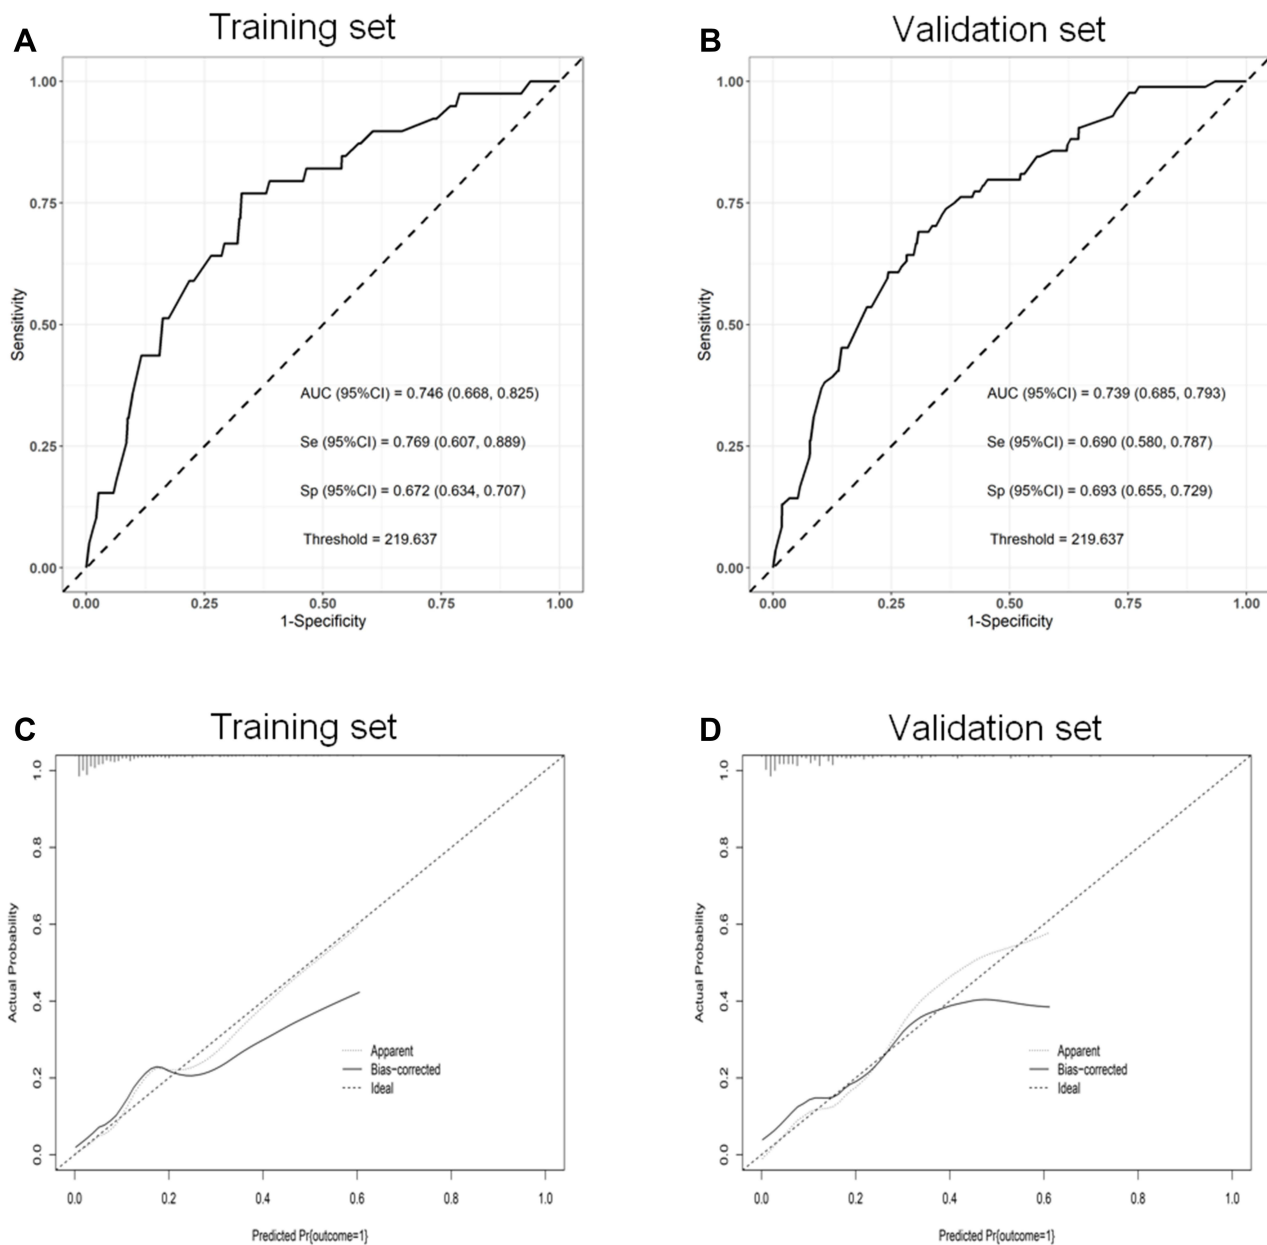 A
Training set
1.00
0.75
0.50
0.25
0.00
Sensitivity
AUC (95%CI) = 0.746 (0.668, 0.825)
Se (95%CI) = 0.769 (0.607, 0.889)
Sp (95%CI) = 0.672 (0.634, 0.707)
Threshold = 219.637
0.00 0.25 0.50 0.75 1.00
1-Specificity
B
Validation set
1.00
0.75
0.50
0.25
0.00
Sensitivity
AUC (95%CI) = 0.739 (0.685, 0.793)
Se (95%CI) = 0.690 (0.580, 0.787)
Sp (95%CI) = 0.693 (0.655, 0.729)
Threshold = 219.637
0.00 0.25 0.50 0.75 1.00
1-Specificity
C
Training set
1.0
0.8
0.6
0.4
0.2
0.0
Actual Probability
Apparent
Bias-corrected
Ideal
0.0 0.2 0.4 0.6 0.8 1.0
Predicted Pr{outcome=1}
D
Validation set
1.0
0.8
0.6
0.4
0.2
0.0
Actual Probability
Apparent
Bias-corrected
Ideal
0.0 0.2 0.4 0.6 0.8 1.0
Predicted Pr{outcome=1}